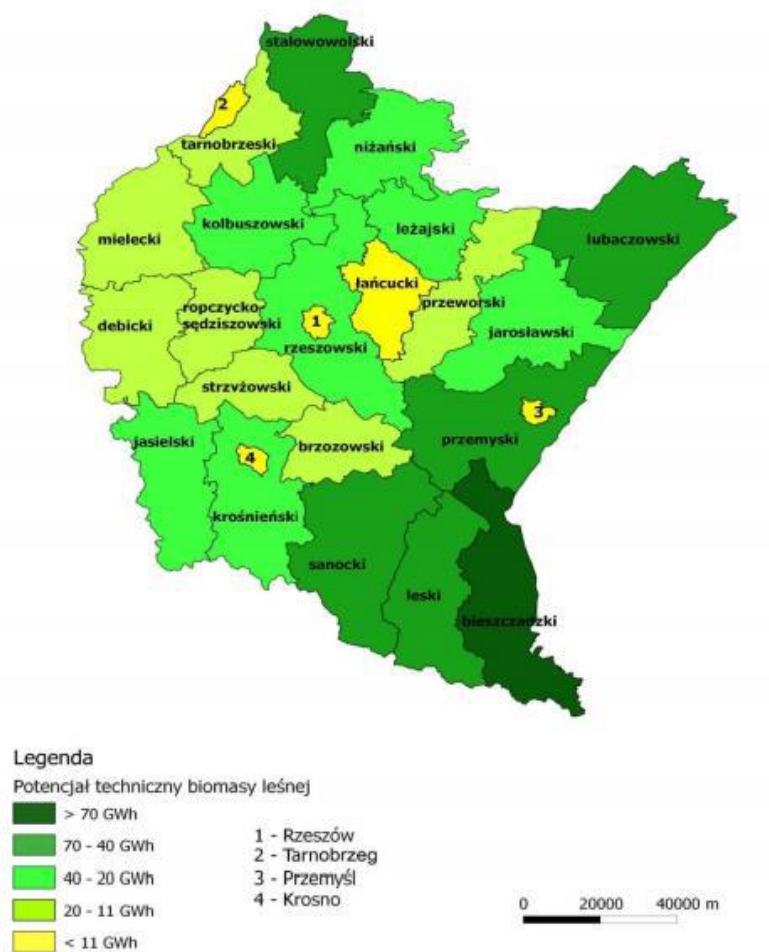 stalowowolski
2
tarnobrzeski
niżański
kolbuszowski
leżajski
mielecki
lubaczowski
łańcucki
przeworski
ropczycko-
sędziszowski
debicki
1
jarosławski
rzeszowski
strzyżowski
3
jasielski
brzozowski
przemyski
4
krośnieński
sanocki
leski
bieszczadzki
Legenda
Potencjał techniczny biomasy leśnej
> 70 GWh
70 - 40 GWh
40 - 20 GWh
20 - 11 GWh
< 11 GWh
1 - Rzeszów
2 - Tarnobrzeg
3 - Przemyśl
4 - Krosno
0 20000 40000 m